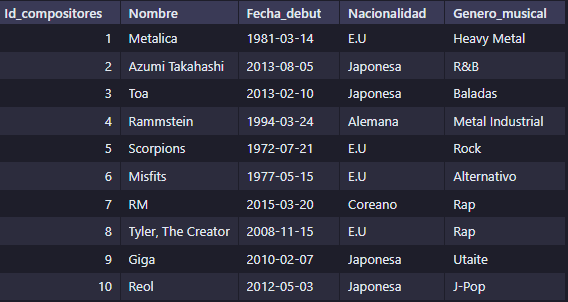 Id_compositores Nombre Fecha_debut Nacionalidad Genero_musical
1 Metalica 1981-03-14 E.U Heavy Metal
2 Azumi Takahashi 2013-08-05 Japonesa R&B
3 Toa 2013-02-10 Japonesa Baladas
4 Rammstein 1994-03-24 Alemana Metal Industrial
5 Scorpions 1972-07-21 E.U Rock
6 Misfits 1977-05-15 E.U Alternativo
7 RM 2015-03-20 Coreano Rap
8 Tyler, The Creator 2008-11-15 E.U Rap
9 Giga 2010-02-07 Japonesa Utaite
10 Reol 2012-05-03 Japonesa J-Pop